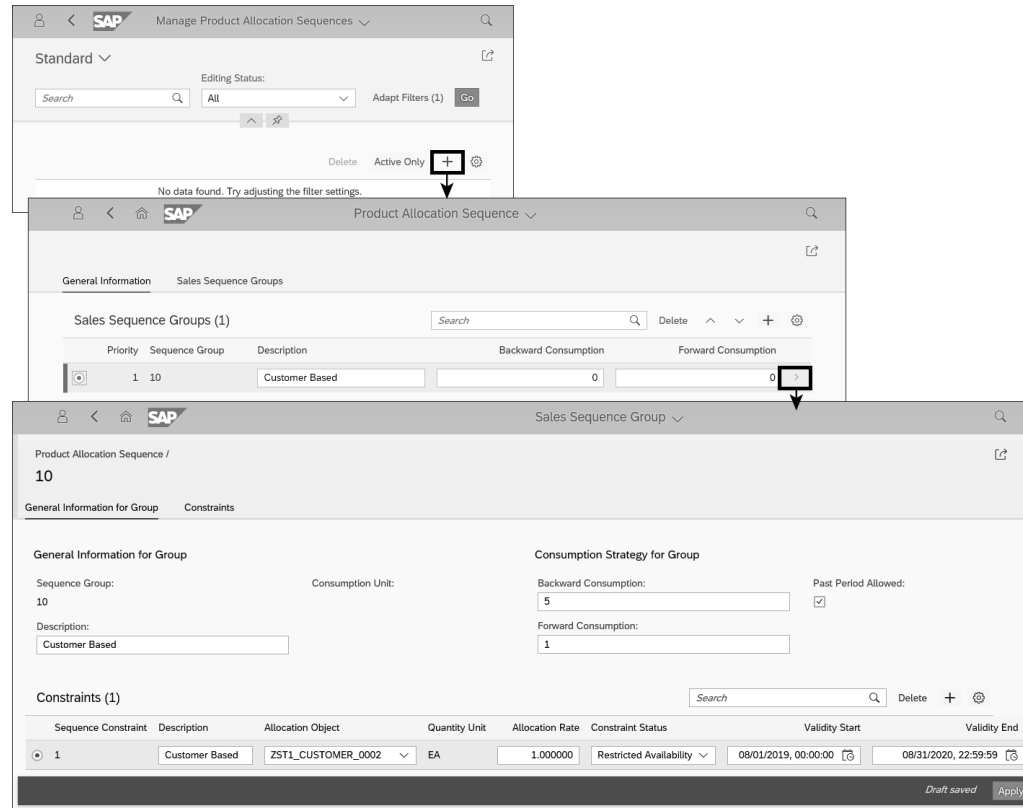 SAP Manage Product Allocation Sequences
Standard
Editing Status:
Search All Adapt Filters (1) Go
Delete Active Only +
No data found. Try adjusting the filter settings.
SAP Product Allocation Sequence
General Information Sales Sequence Groups
Sales Sequence Groups (1) Search Delete +
Priority Sequence Group Description Backward Consumption Forward Consumption
1 10 Customer Based 0 0
SAP Sales Sequence Group
Product Allocation Sequence /
10
General Information for Group Constraints
General Information for Group Consumption Strategy for Group
Sequence Group: Consumption Unit: Backward Consumption: Past Period Allowed:
10 5
Description: Forward Consumption:
Customer Based 1
Constraints (1) Search Delete +
Sequence Constraint Description Allocation Object Quantity Unit Allocation Rate Constraint Status Validity Start Validity End
1 Customer Based ZST1_CUSTOMER_0002 EA 1.000000 Restricted Availability 08/01/2019, 00:00:00 08/31/2020, 22:59:59
Draft saved Apply